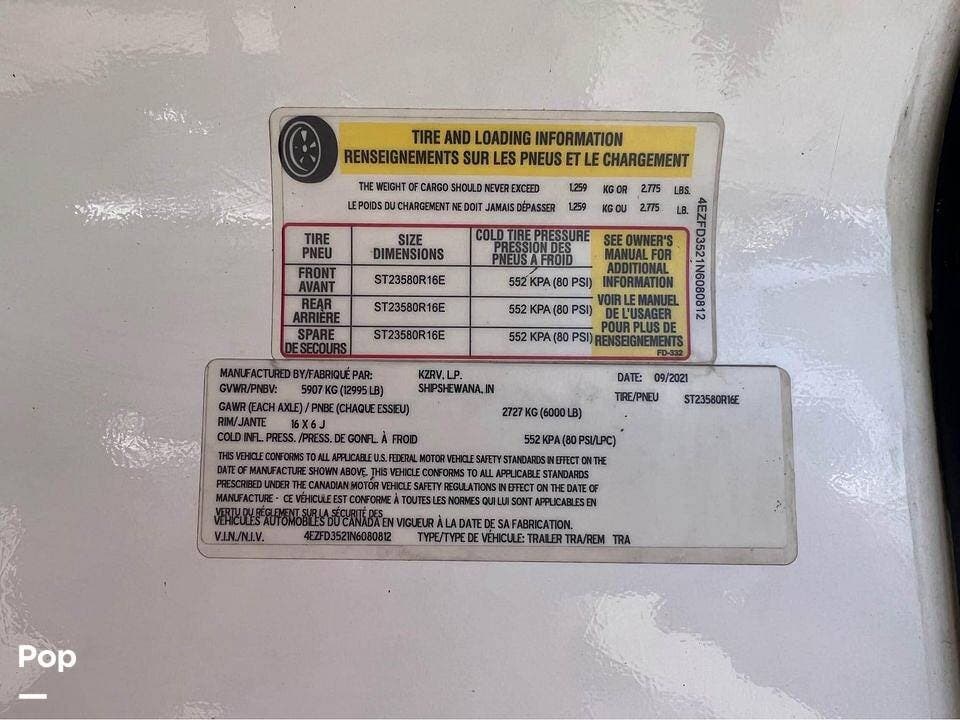 TIRE AND LOADING INFORMATION
RENSEIGNEMENTS SUR LES PNEUS ET LE CHARGEMENT
THE WEIGHT OF CARGO SHOULD NEVER EXCEED 1.259 KG OR 2.775 LBS.
LE POIDS DU CHARGEMENT NE DOIT JAMAIS DÉPASSER 1.259 KG OU 2.775 LB.
TIRE
PNEU
SIZE
DIMENSIONS
COLD TIRE PRESSURE
PRESSION DES
PNEUS A FROID
FRONT
AVANT
ST23580R16E
552 KPA (80 PSI)
REAR
ARRIÈRE
ST23580R16E
552 KPA (80 PSI)
SPARE
DE SECOURS
ST23580R16E
552 KPA (80 PSI)
SEE OWNER'S
MANUAL FOR
ADDITIONAL
INFORMATION
VOIR LE MANUEL
DE L'USAGER
POUR PLUS DE
RENSEIGNEMENTS
FD-332
4EZFD3521N6080812
MANUFACTURED BY/FABRIQUÉ PAR: KZRV, L.P. DATE: 09/2021
GVWR/PNBV: 5907 KG (12995 LB) SHIPSHEWANA, IN TIRE/PNEU ST23580R16E
GAWR (EACH AXLE) / PNBE (CHAQUE ESSIEU) 2727 KG (6000 LB)
RIM/JANTE 16 X 6 J
COLD INFL. PRESS. /PRESS. DE GONFL. À FROID 552 KPA (80 PSI/LPC)
THIS VEHICLE CONFORMS TO ALL APPLICABLE U.S. FEDERAL MOTOR VEHICLE SAFETY STANDARDS IN EFFECT ON THE
DATE OF MANUFACTURE SHOWN ABOVE. THIS VEHICLE CONFORMS TO ALL APPLICABLE STANDARDS
PRESCRIBED UNDER THE CANADIAN MOTOR VEHICLE SAFETY REGULATIONS IN EFFECT ON THE DATE OF
MANUFACTURE - CE VÉHICULE EST CONFORME À TOUTES LES NORMES QUI LUI SONT APPLICABLES EN
VERTU DU RÉGLEMENT SUR LA SÉCURITÉ DES
VÉHICULES AUTOMOBILES DU CANADA EN VIGUEUR À LA DATE DE SA FABRICATION.
V.I.N./N.I.V. 4EZFD3521N6080812 TYPE/TYPE DE VÉHICULE: TRAILER TRA/REM TRA
Pop